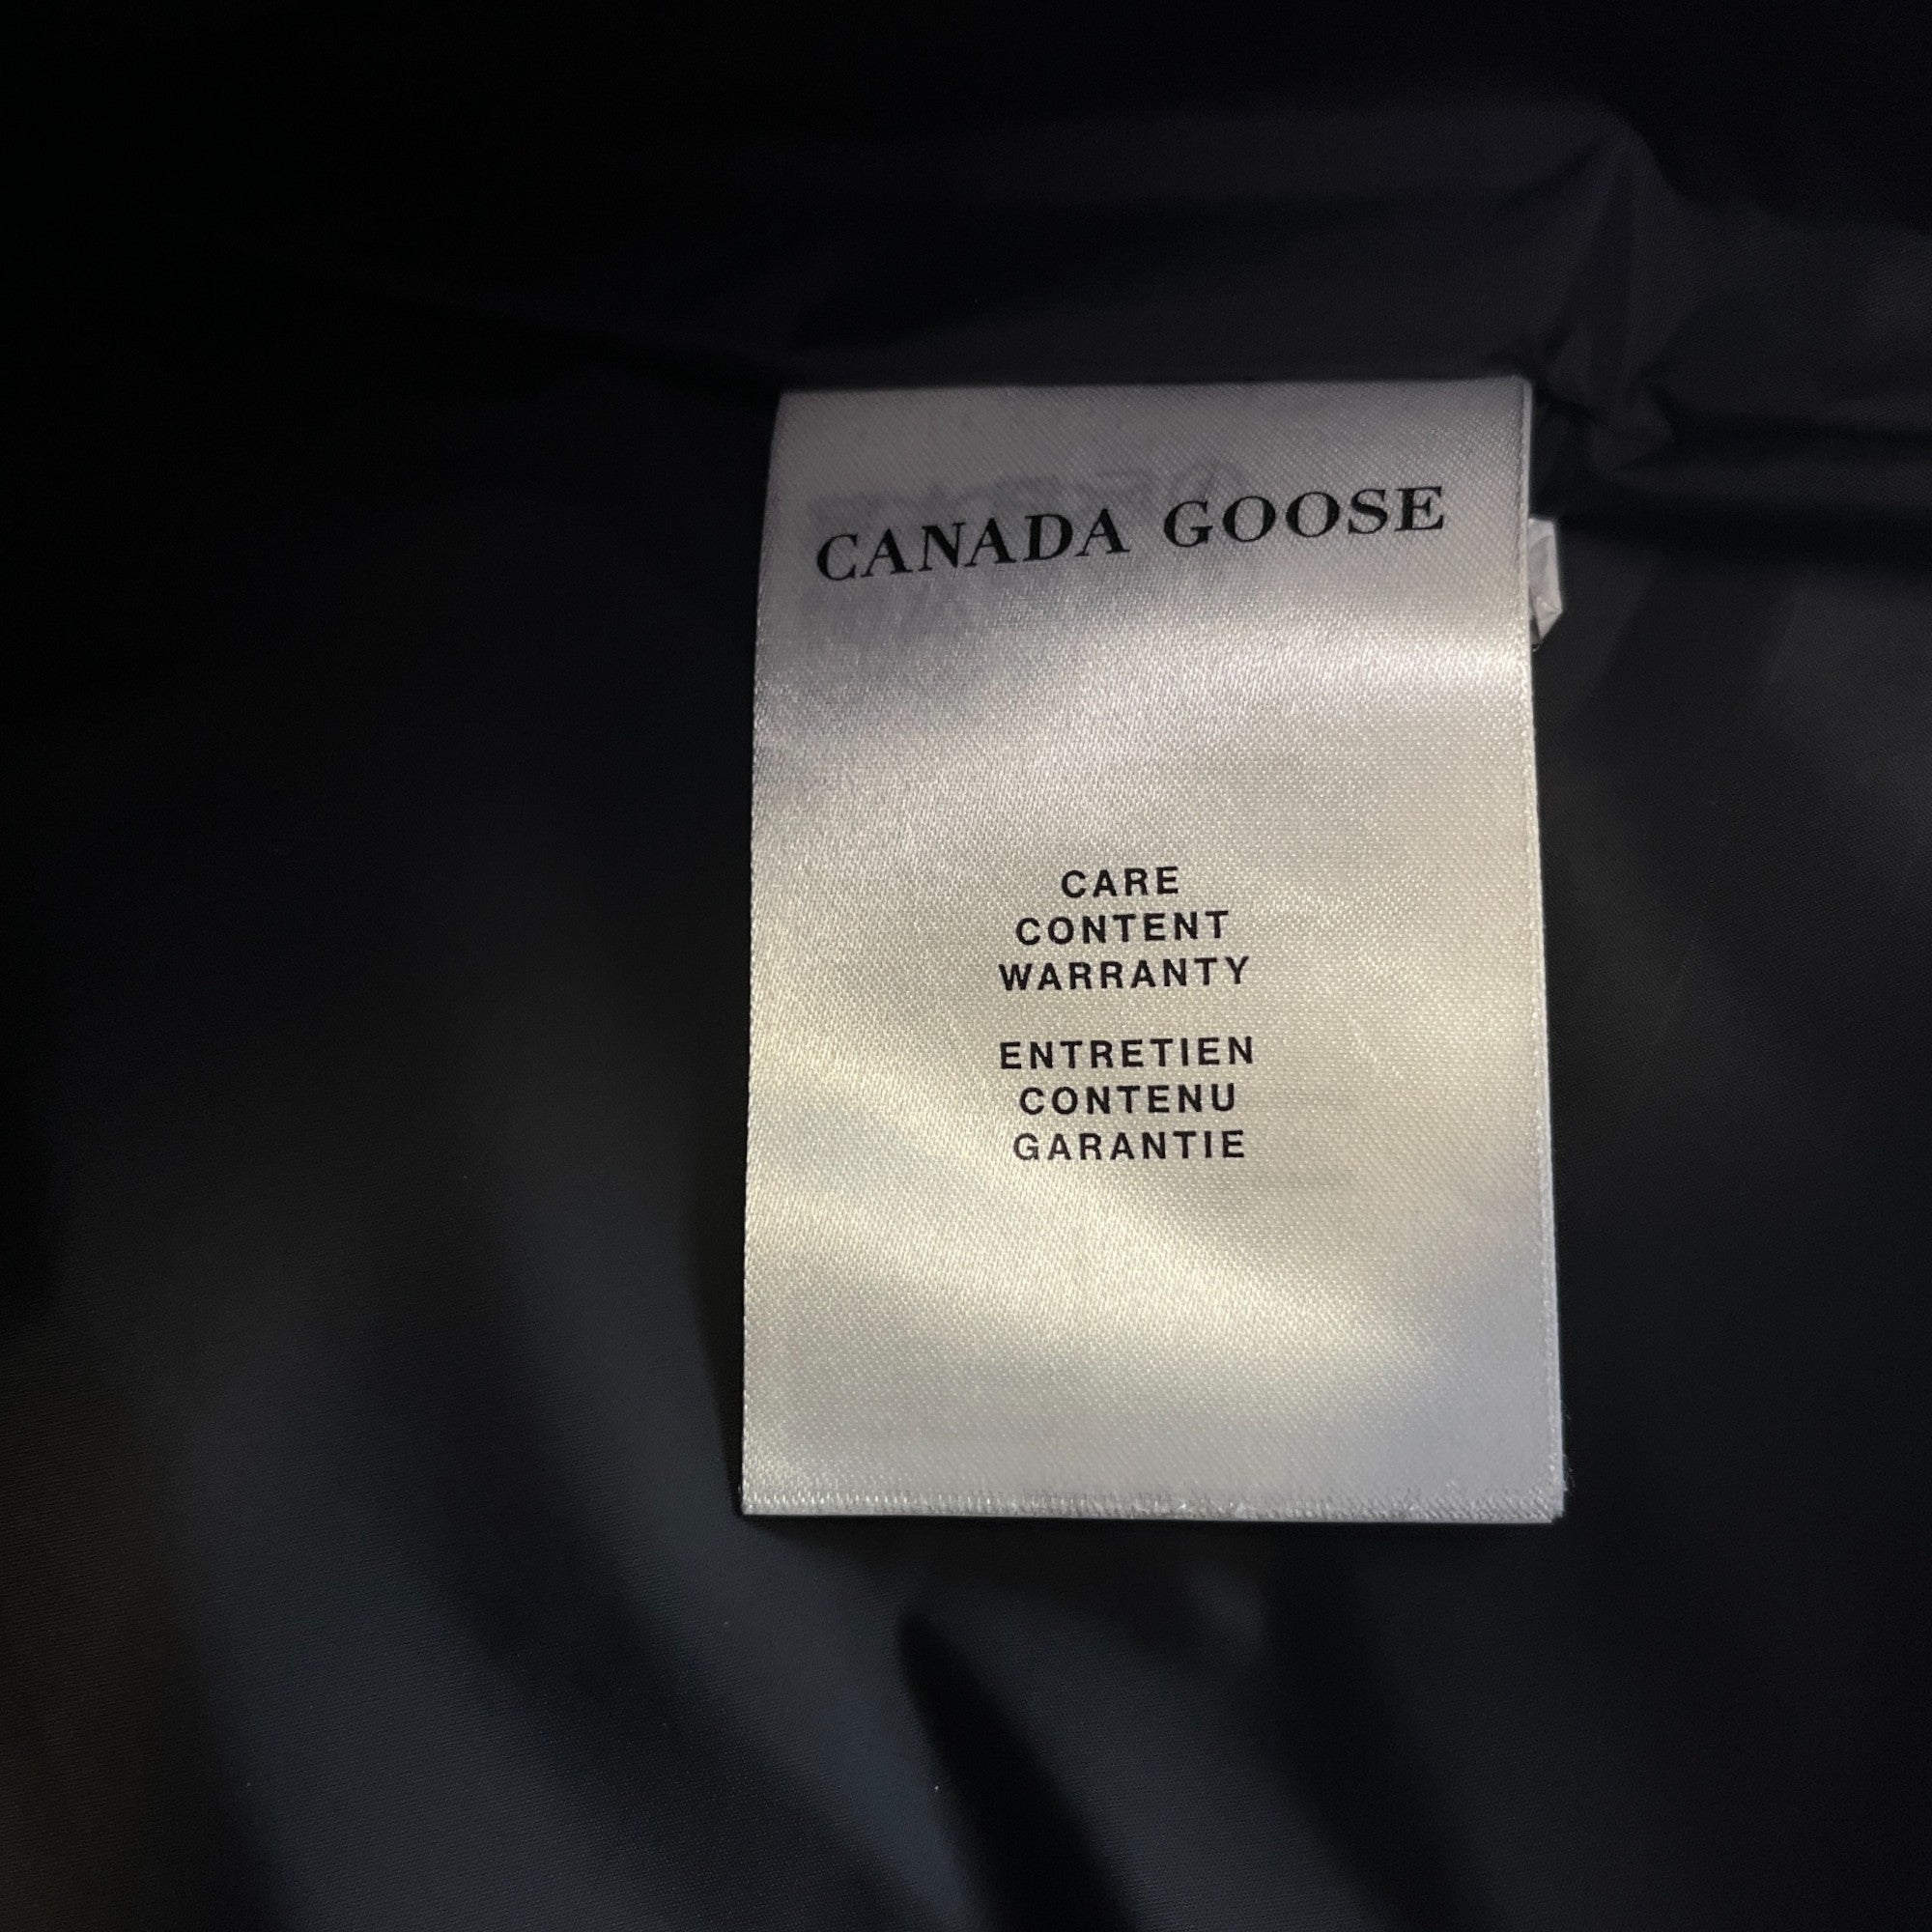 CANADA GOOSE
CARE
CONTENT
WARRANTY
ENTRETIEN
CONTENU
GARANTIE